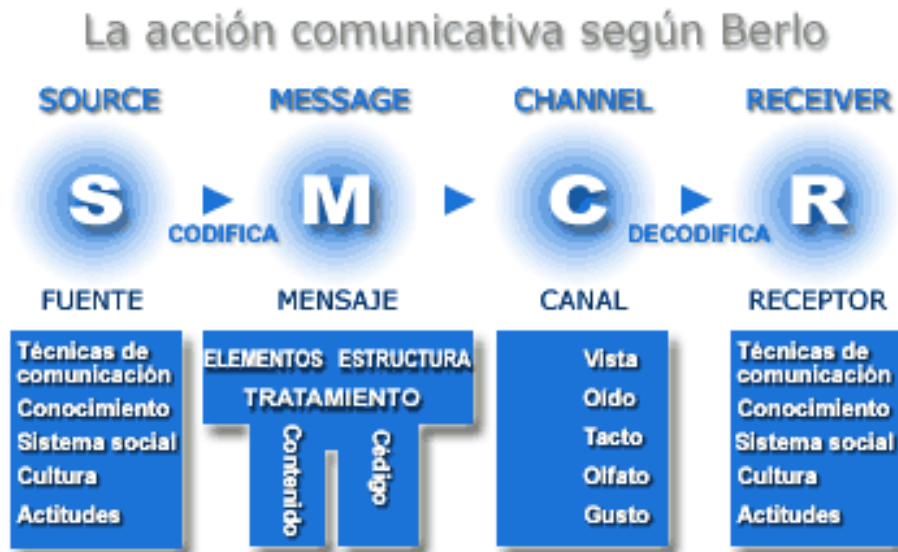 La acción comunicativa según Berlo
SOURCE
MESSAGE
CHANNEL
RECEIVER
S
M
C
R
CODIFICA
DECODIFICA
FUENTE
MENSAJE
CANAL
RECEPTOR
Técnicas de
comunicación
Conocimiento
Sistema social
Cultura
Actitudes
ELEMENTOS ESTRUCTURA
TRATAMIENTO
Contenido
Código
Vista
Oído
Tacto
Olfato
Gusto
Técnicas de
comunicación
Conocimiento
Sistema social
Cultura
Actitudes